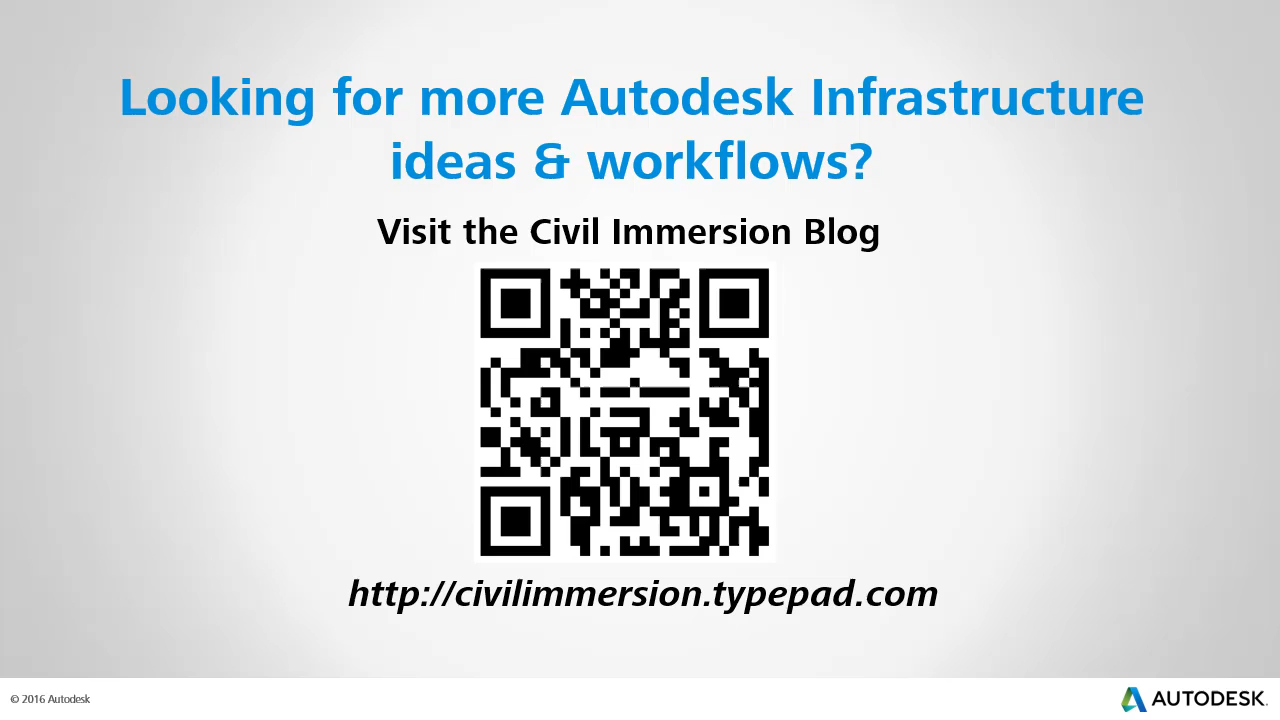 Looking for more Autodesk Infrastructure
ideas & workflows?
Visit the Civil Immersion Blog
http://civilimmersion.typepad.com
© 2016 Autodesk
AUTODESK.